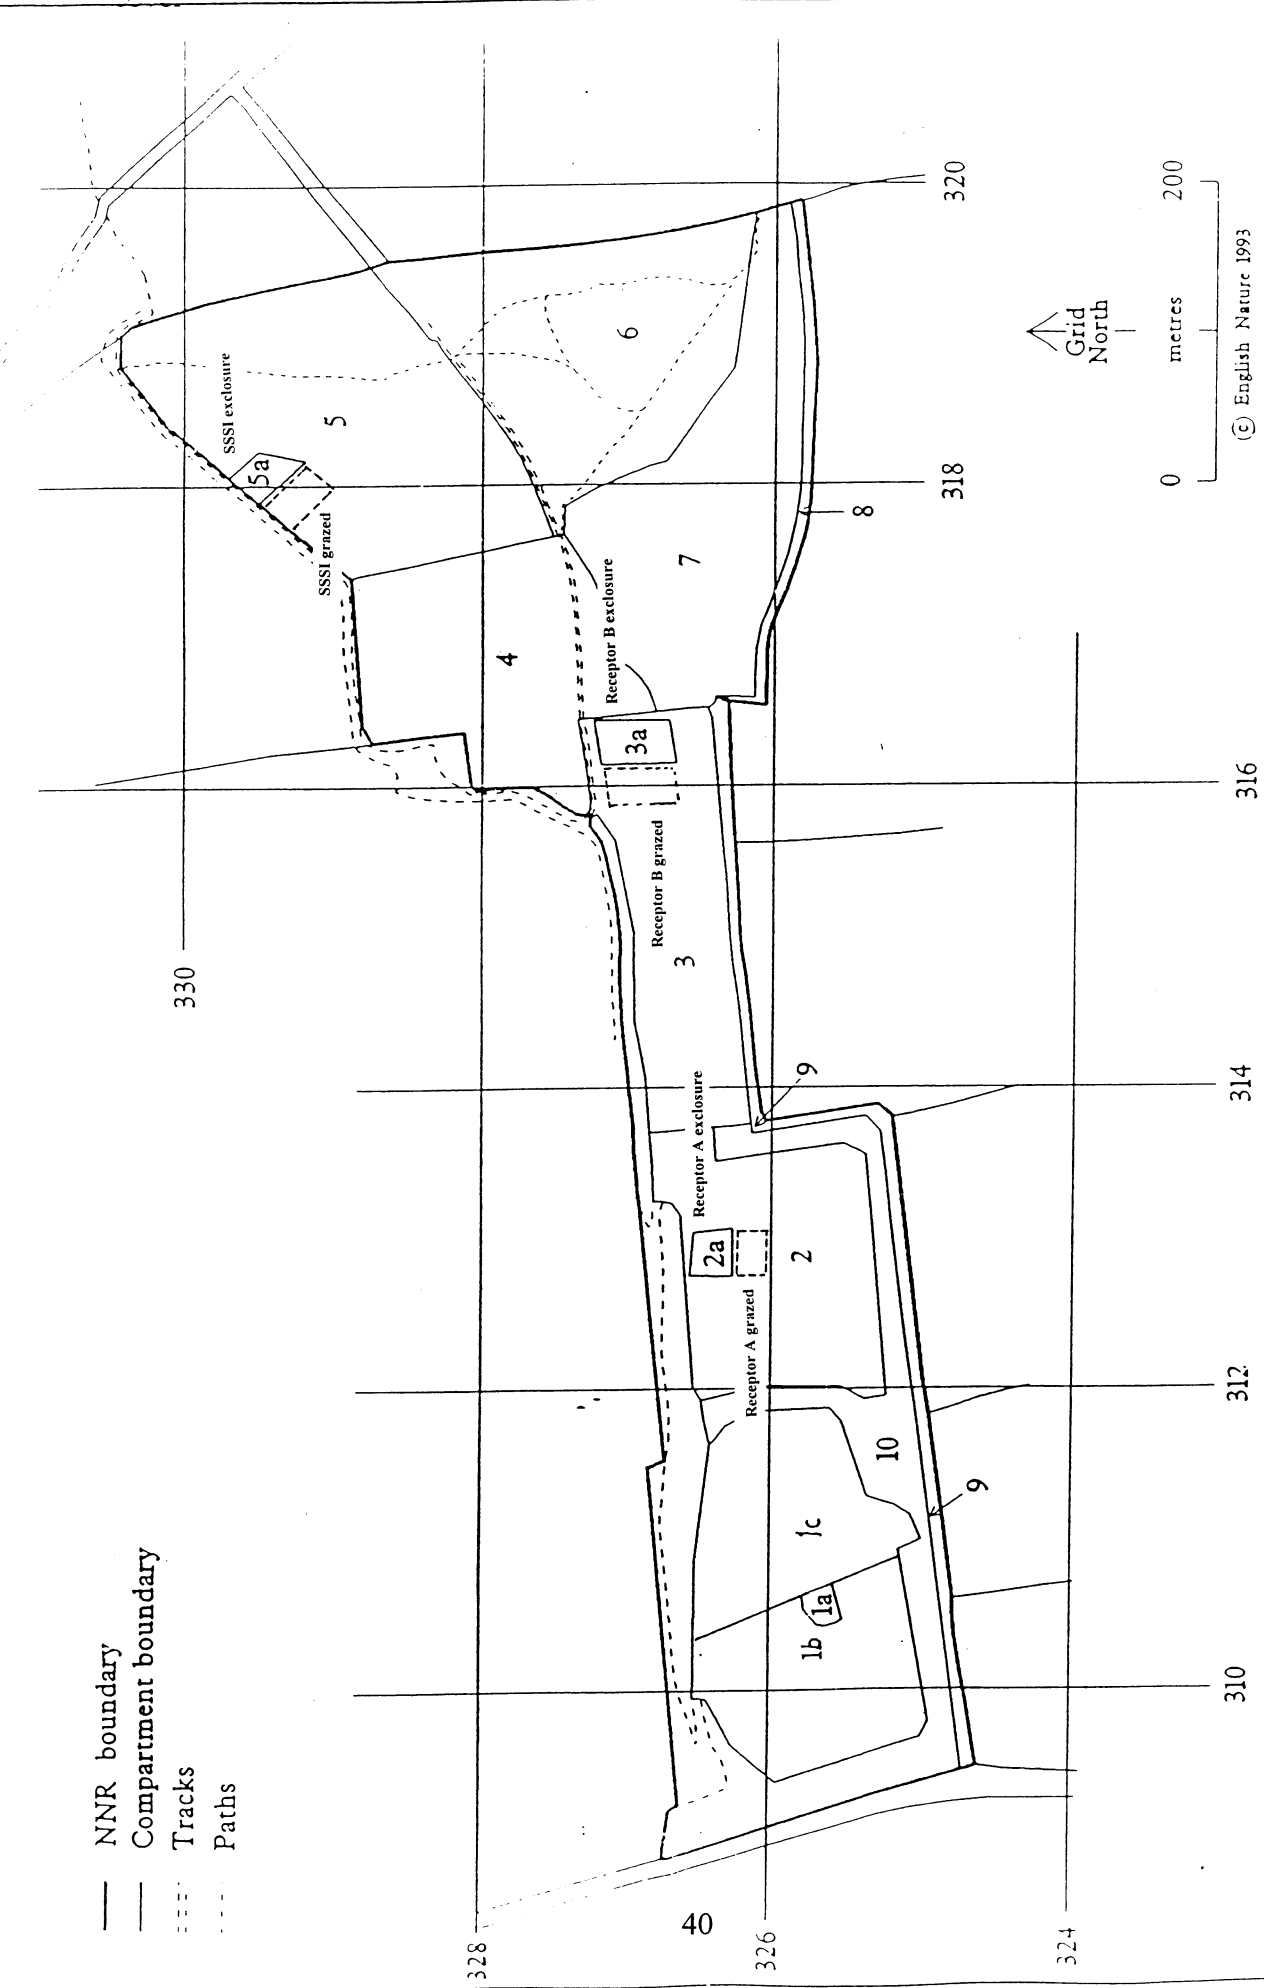 NNR boundary
Compartment boundary
Tracks
Paths
330
328
326
324
310
312
314
316
318
320
SSSI exclosure
5a
SSSI grazed
5
6
4
7
8
Receptor B exclosure
3a
Receptor B grazed
3
Receptor A exclosure
9
2a
2
Receptor A grazed
10
9
1c
1a
1b
Grid
North
0 metres 200
© English Nature 1993
40